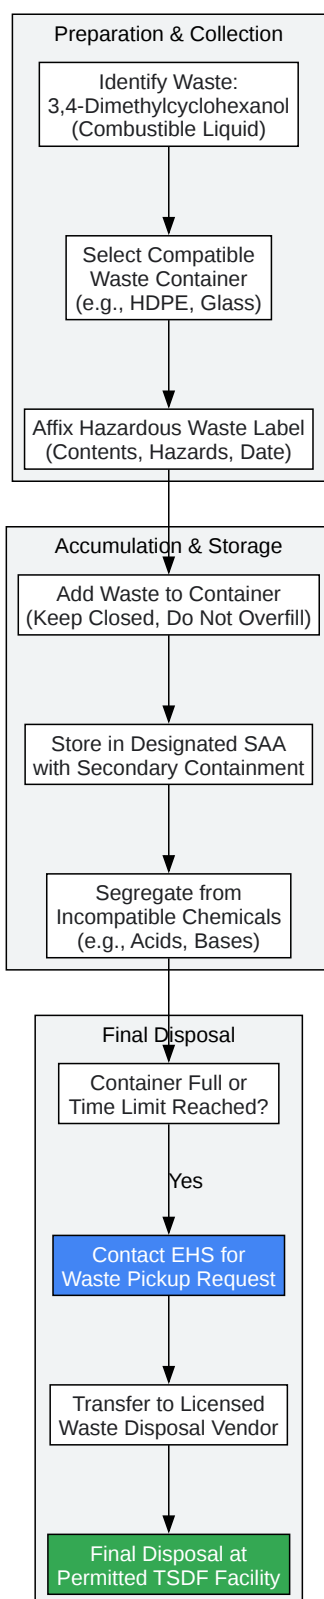 Preparation & Collection
Identify Waste:
3,4-Dimethylcyclohexanol
(Combustible Liquid)
Select Compatible
Waste Container
(e.g., HDPE, Glass)
Affix Hazardous Waste Label
(Contents, Hazards, Date)
Accumulation & Storage
Add Waste to Container
(Keep Closed, Do Not Overfill)
Store in Designated SAA
with Secondary Containment
Segregate from
Incompatible Chemicals
(e.g., Acids, Bases)
Final Disposal
Container Full or
Time Limit Reached?
Yes
Contact EHS for
Waste Pickup Request
Transfer to Licensed
Waste Disposal Vendor
Final Disposal at
Permitted TSDF Facility